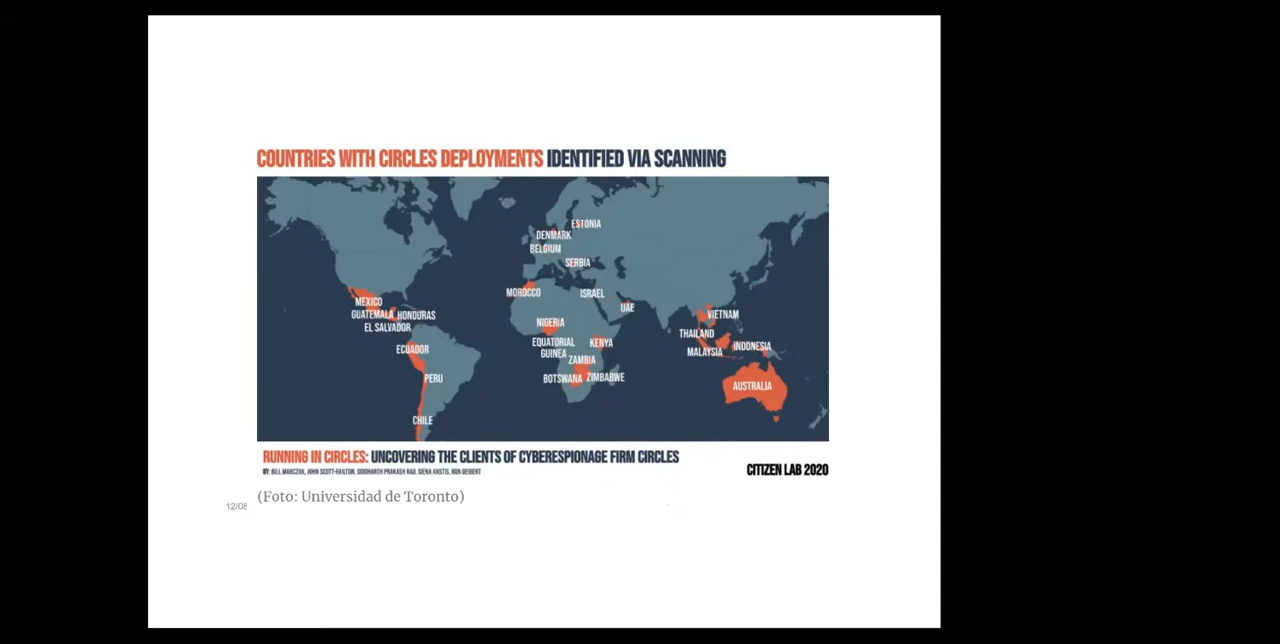 COUNTRIES WITH CIRCLES DEPLOYMENTS IDENTIFIED VIA SCANNING
ESTONIA
DENMARK
BELGIUM
SERBIA
MOROCCO
ISRAEL
MEXICO
UAE
GUATEMALA HONDURAS
VIETNAM
EL SALVADOR
NIGERIA
THAILAND
EQUATORIAL
GUINEA
KENYA
INDONESIA
ECUADOR
MALAYSIA
ZAMBIA
PERU
BOTSWANA ZIMBABWE
AUSTRALIA
CHILE
RUNNING IN CIRCLES: UNCOVERING THE CLIENTS OF CYBERESPIONAGE FIRM CIRCLES
BY: BILL MARCZAK, JOHN SCOTT-RAILTON, SIDDHARTH PRAKASH RAO, SIENA ANSTIS, RON DEIBERT
CITIZEN LAB 2020
(Foto: Universidad de Toronto)
12/08